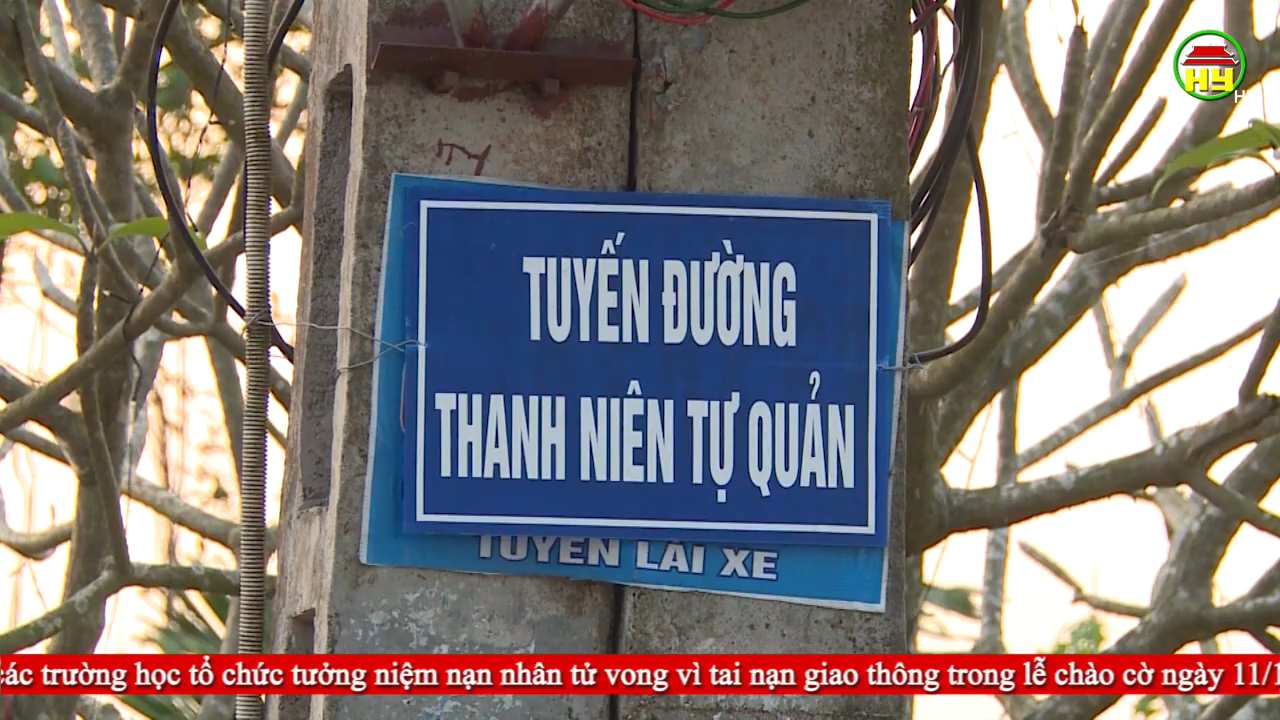 HY
TUYẾN ĐƯỜNG
THANH NIÊN TỰ QUẢN
TUYỂN LÁI XE
các trường học tổ chức tưởng niệm nạn nhân tử vong vì tai nạn giao thông trong lễ chào cờ ngày 11/1